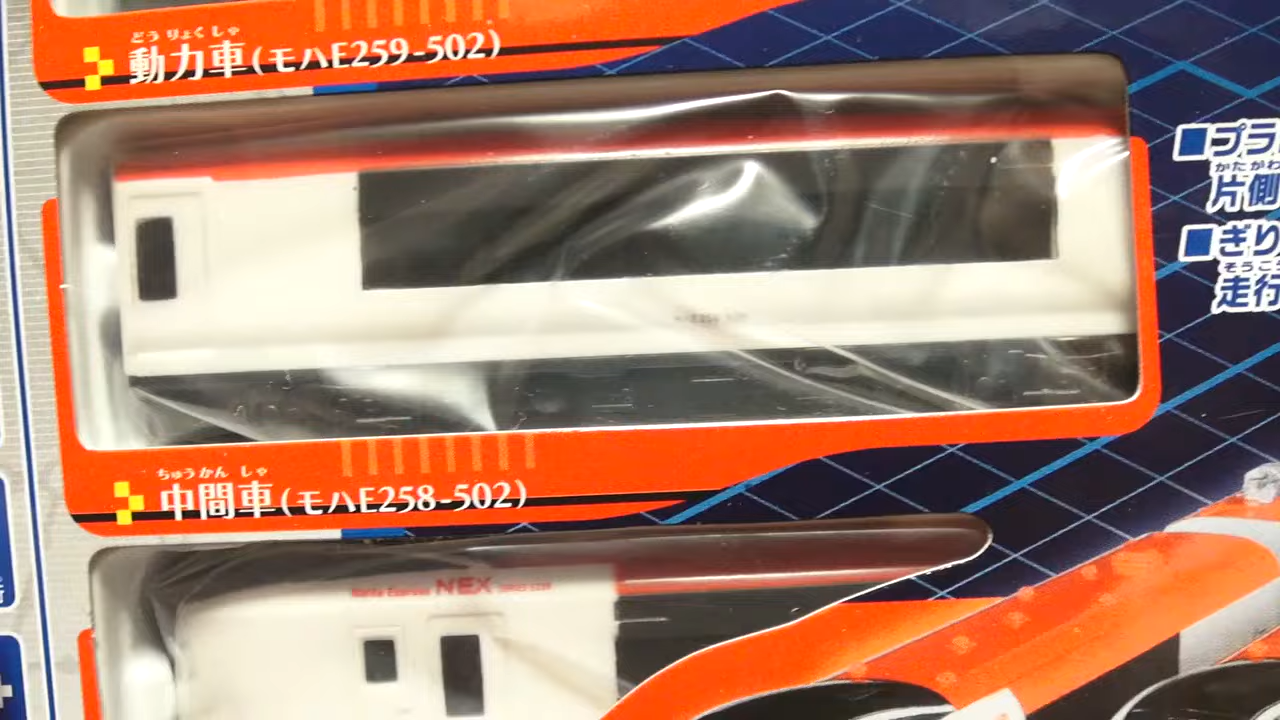 どう りょく しゃ
動力車(モハE259-502)
プラ
かたがわ
片側
ぎり
そうこう
走行
ちゅうかん しゃ
中間車(モハE258-502)
Narita Express NEX